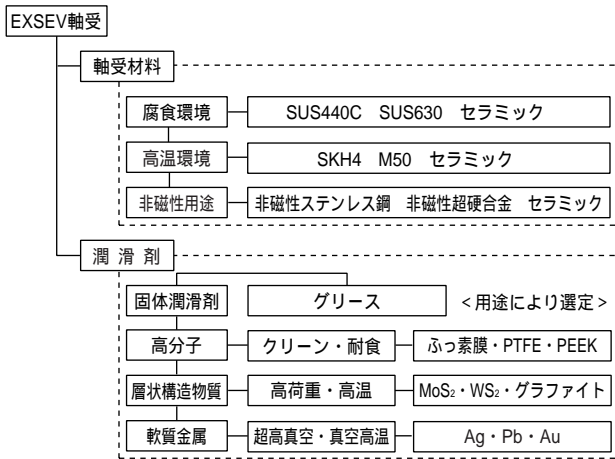 EXSEV軸受
軸受材料
腐食環境 SUS440C SUS630 セラミック
高温環境 SKH4 M50 セラミック
非磁性用途 非磁性ステンレス鋼 非磁性超硬合金 セラミック
潤 滑 剤
固体潤滑剤 グリース <用途により選定>
高分子 クリーン・耐食 ふっ素膜・PTFE・PEEK
層状構造物質 高荷重・高温 MoS₂・WS₂・グラファイト
軟質金属 超高真空・真空高温 Ag・Pb・Au